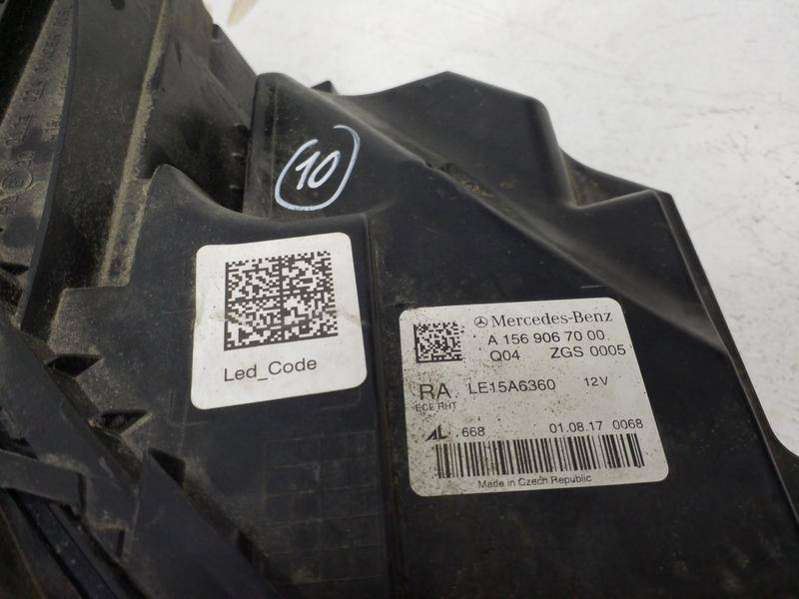 10
Led_Code
Mercedes-Benz
A 156 906 70 00
Q04 ZGS 0005
RA LE15A6360 12V
ECE RHT
AL .668 01.08.17 0068
Made in Czech Republic